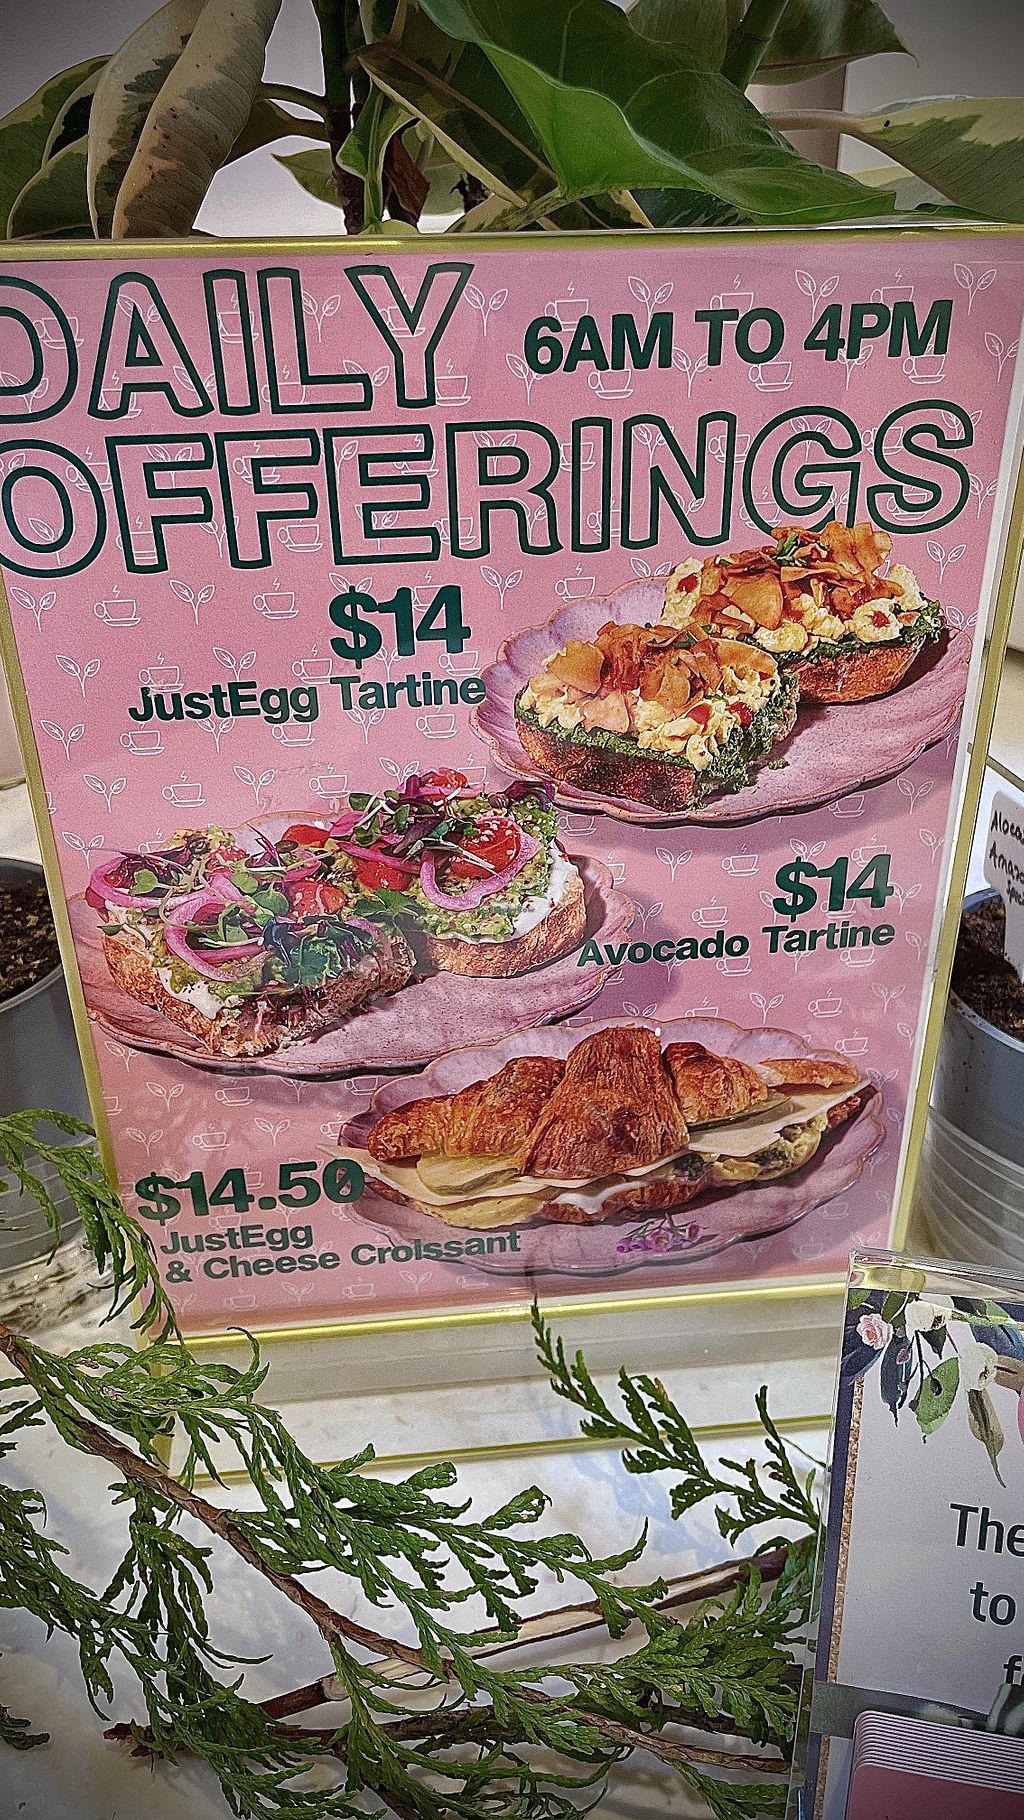 DAILY
6AM TO 4PM
OFFERINGS
$14
JustEgg Tartine
$14
Avocado Tartine
$14.50
JustEgg
& Cheese Croissant
The
to